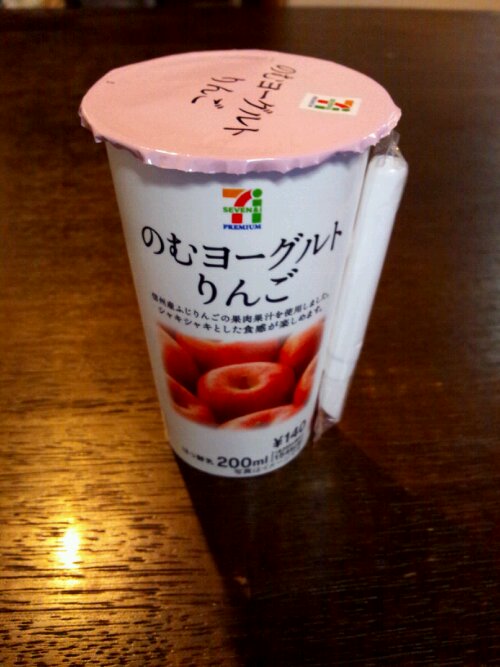 のむヨーグルト
りんご
7i
SEVEN&i
PREMIUM
のむヨーグルト
りんご
信州産ふじりんごの果肉果汁を使用しました。
シャキシャキとした食感が楽しめます。
¥140
200ml